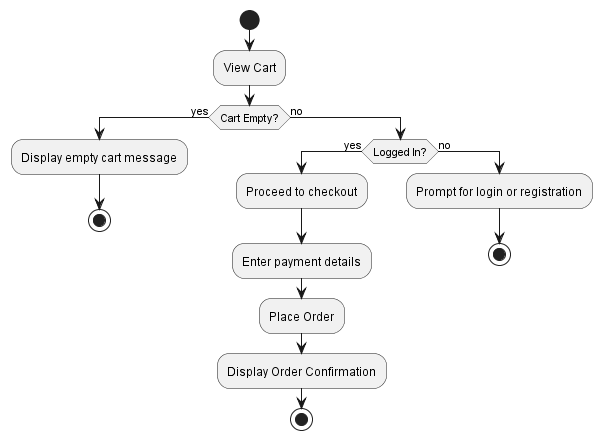 View Cart
yes
Cart Empty?
no
Display empty cart message
yes
Logged In?
no
Proceed to checkout
Prompt for login or registration
Enter payment details
Place Order
Display Order Confirmation